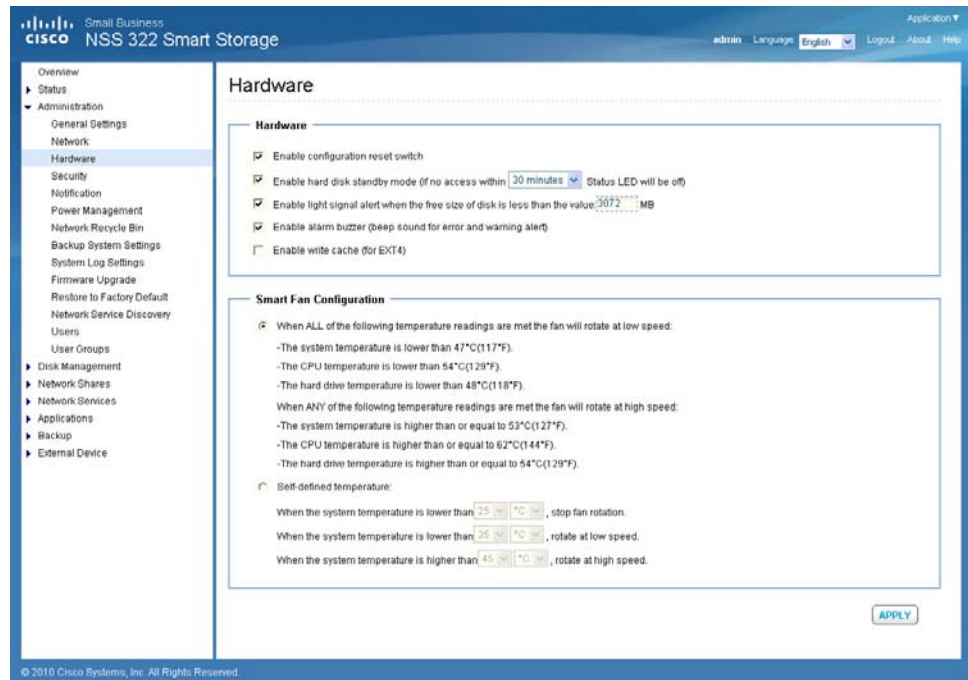 Small Business
CISCO NSS 322 Smart Storage
Application
admin Language: English Logout About Help
Overview
Status
Administration
General Settings
Network
Hardware
Security
Notification
Power Management
Network Recycle Bin
Backup System Settings
System Log Settings
Firmware Upgrade
Restore to Factory Default
Network Service Discovery
Users
User Groups
Disk Management
Network Shares
Network Services
Applications
Backup
External Device
Hardware
Hardware
Enable configuration reset switch
Enable hard disk standby mode (if no access within 30 minutes Status LED will be off)
Enable light signal alert when the free size of disk is less than the value: 3072 MB
Enable alarm buzzer (beep sound for error and warning alert)
Enable write cache (for EXT4)
Smart Fan Configuration
When ALL of the following temperature readings are met the fan will rotate at low speed:
-The system temperature is lower than 47°C(117°F).
-The CPU temperature is lower than 54°C(129°F).
-The hard drive temperature is lower than 48°C(118°F).
When ANY of the following temperature readings are met the fan will rotate at high speed:
-The system temperature is higher than or equal to 53°C(127°F).
-The CPU temperature is higher than or equal to 62°C(144°F).
-The hard drive temperature is higher than or equal to 54°C(129°F).
Self-defined temperature:
When the system temperature is lower than 25 °C , stop fan rotation.
When the system temperature is lower than 35 °C , rotate at low speed.
When the system temperature is higher than 45 °C , rotate at high speed.
APPLY
© 2010 Cisco Systems, Inc. All Rights Reserved.